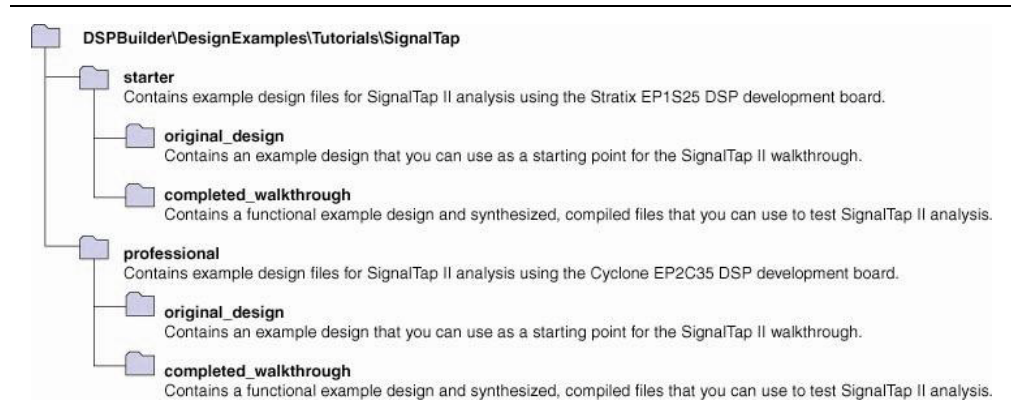 DSPBuilder\DesignExamples\Tutorials\SignalTap
starter
Contains example design files for SignalTap II analysis using the Stratix EP1S25 DSP development board.
original_design
Contains an example design that you can use as a starting point for the SignalTap II walkthrough.
completed_walkthrough
Contains a functional example design and synthesized, compiled files that you can use to test SignalTap II analysis.
professional
Contains example design files for SignalTap II analysis using the Cyclone EP2C35 DSP development board.
original_design
Contains an example design that you can use as a starting point for the SignalTap II walkthrough.
completed_walkthrough
Contains a functional example design and synthesized, compiled files that you can use to test SignalTap II analysis.